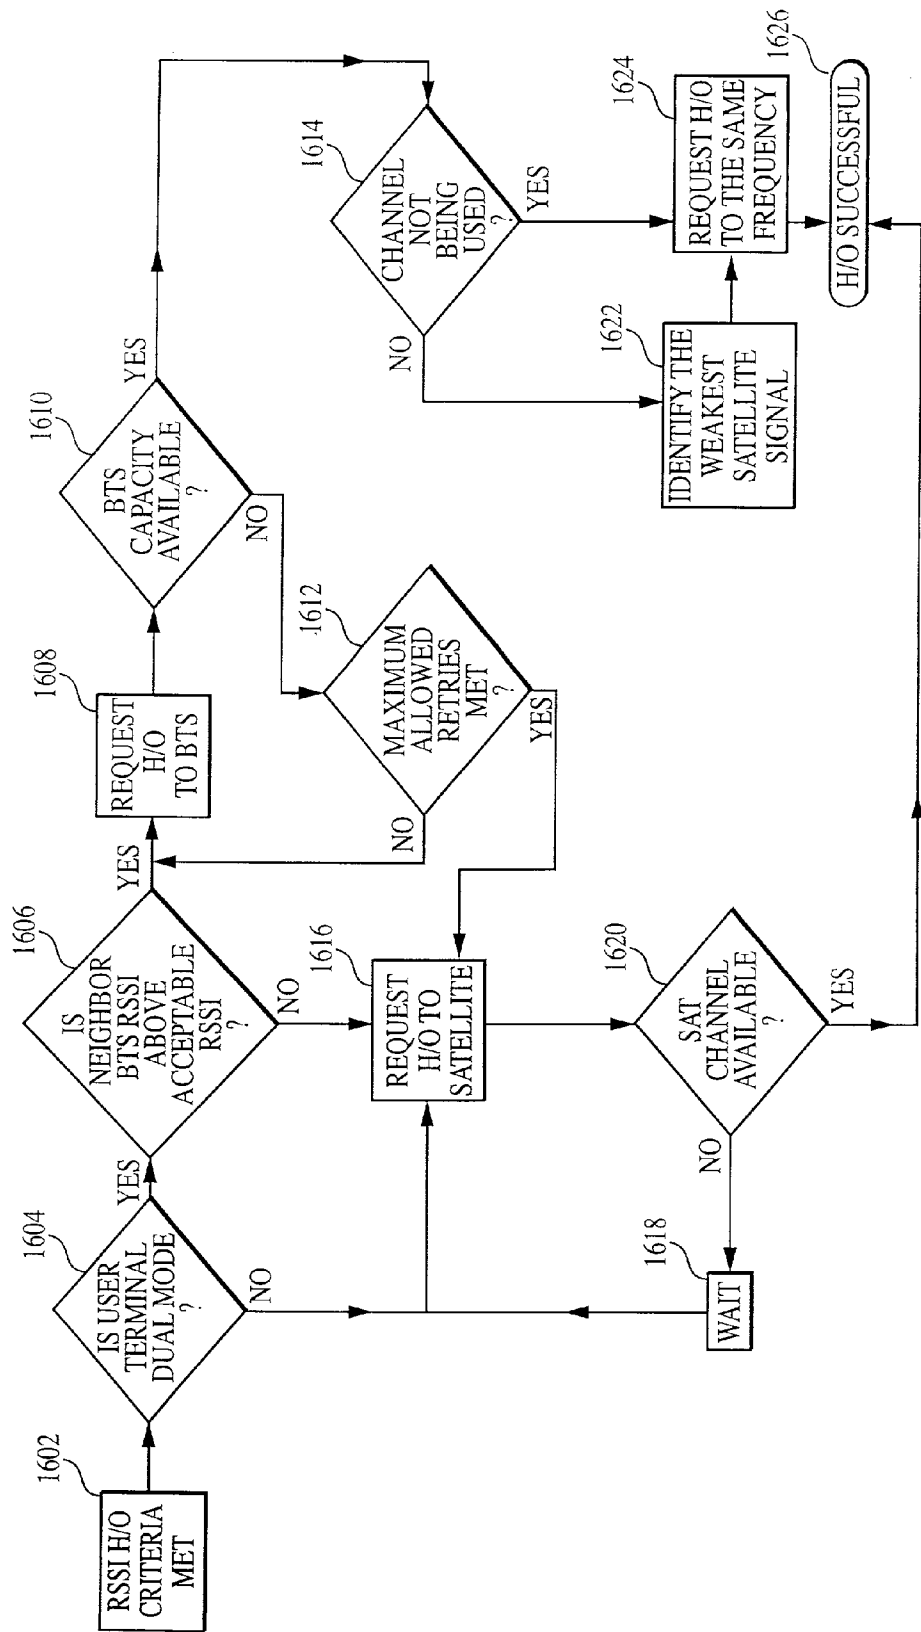 1602
RSSI H/O
CRITERIA
MET
1604
IS USER
TERMINAL
DUAL MODE
?
YES
NO
1606
IS
NEIGHBOR
BTS RSSI
ABOVE
ACCEPTABLE
RSSI
?
YES
NO
1608
REQUEST
H/O
TO BTS
1610
BTS
CAPACITY
AVAILABLE
?
YES
NO
1612
MAXIMUM
ALLOWED
RETRIES
MET
?
NO
YES
1614
CHANNEL
NOT
BEING
USED
?
NO
YES
1616
REQUEST
H/O TO
SATELLITE
1618
WAIT
1620
SAT
CHANNEL
AVAILABLE
?
NO
YES
1622
IDENTIFY THE
WEAKEST
SATELLITE
SIGNAL
1624
REQUEST H/O
TO THE SAME
FREQUENCY
1626
H/O SUCCESSFUL